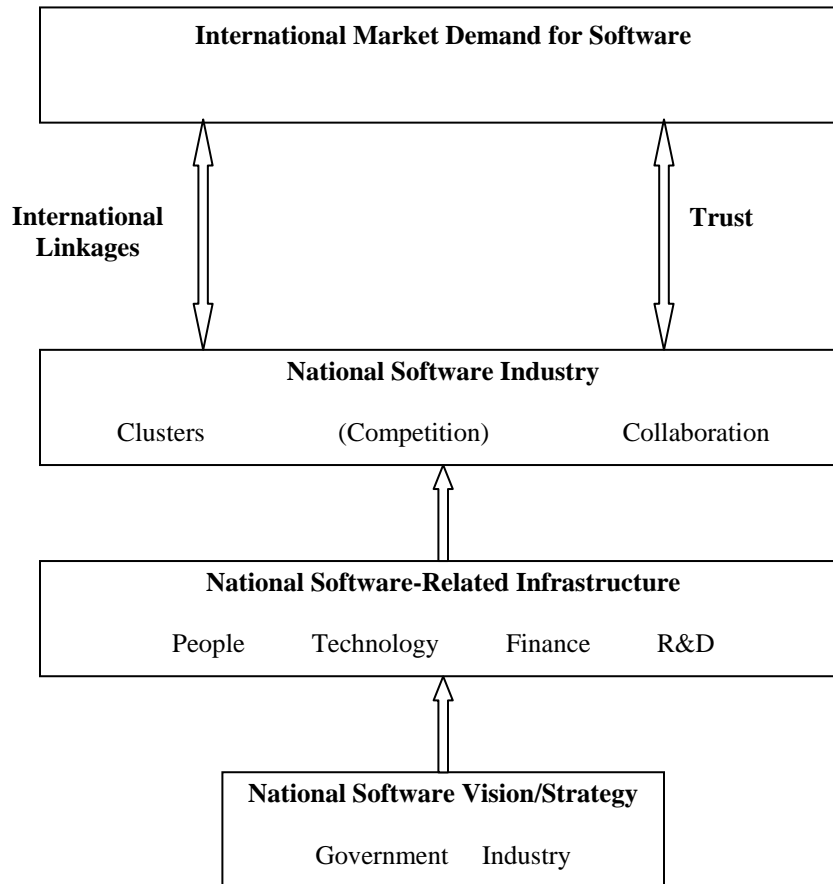 International Market Demand for Software
International
Linkages
Trust
National Software Industry
Clusters (Competition) Collaboration
National Software-Related Infrastructure
People Technology Finance R&D
National Software Vision/Strategy
Government Industry